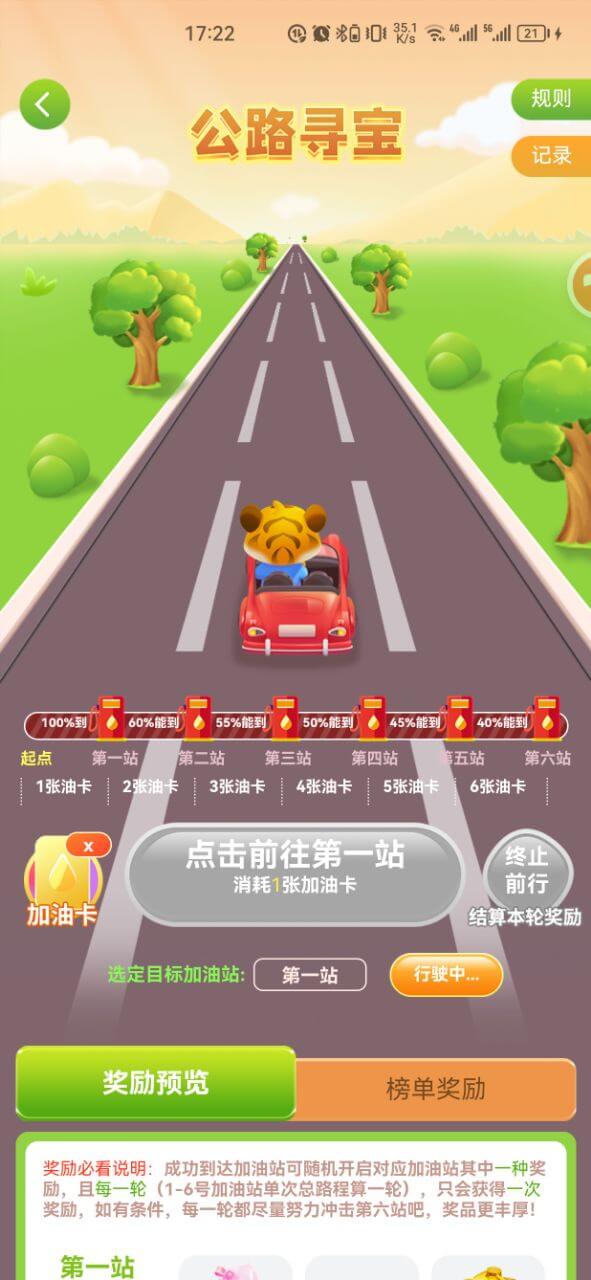 17:22 35.1 K/s 4G 5G 21
规则
公路寻宝
记录
100%到 60%能到 55%能到 50%能到 45%能到 40%能到
起点 第一站 第二站 第三站 第四站 第五站 第六站
1张油卡 2张油卡 3张油卡 4张油卡 5张油卡 6张油卡
x
加油卡
点击前往第一站
消耗1张加油卡
终止
前行
结算本轮奖励
选定目标加油站: 第一站 行驶中...
奖励预览 榜单奖励
奖励必看说明：成功到达加油站可随机开启对应加油站其中一种奖
励，且每一轮（1-6号加油站单次总路程算一轮），只会获得一次
奖励，如有条件，每一轮都尽量努力冲击第六站吧，奖品更丰厚！
第一站